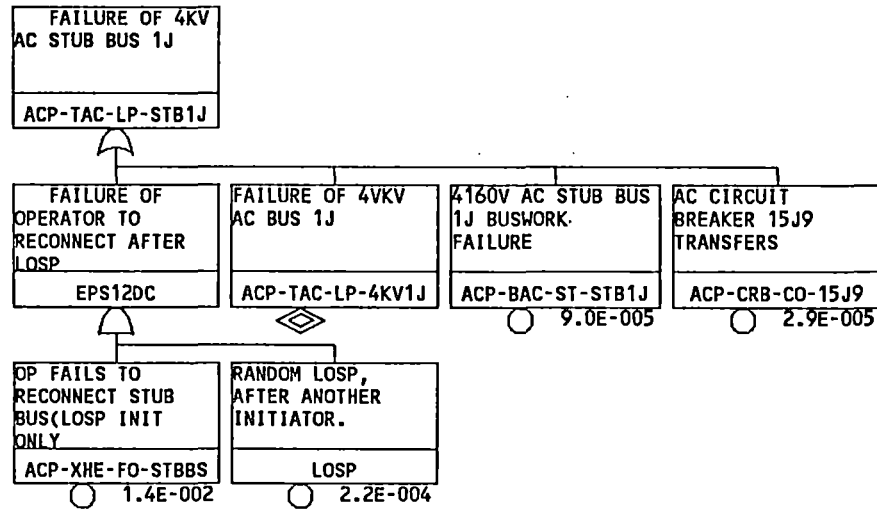 FAILURE OF 4KV
AC STUB BUS 1J
ACP-TAC-LP-STB1J
FAILURE OF
OPERATOR TO
RECONNECT AFTER
LOSP
EPS12DC
FAILURE OF 4VKV
AC BUS 1J
ACP-TAC-LP-4KV1J
4160V AC STUB BUS
1J BUSWORK
FAILURE
ACP-BAC-ST-STB1J
9.0E-005
AC CIRCUIT
BREAKER 15J9
TRANSFERS
ACP-CRB-CO-15J9
2.9E-005
OP FAILS TO
RECONNECT STUB
BUS(LOSP INIT
ONLY
ACP-XHE-FO-STBBS
1.4E-002
RANDOM LOSP,
AFTER ANOTHER
INITIATOR.
LOSP
2.2E-004